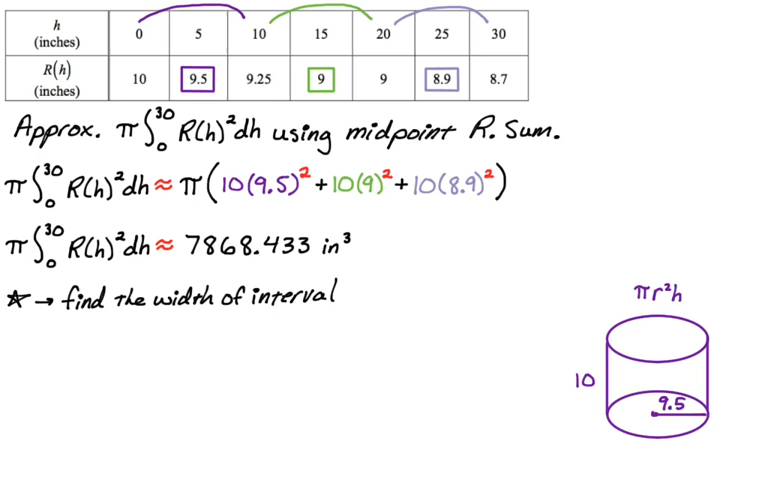 h (inches) 0 5 10 15 20 25 30
R(h) (inches) 10 9.5 9.25 9 9 8.9 8.7
Approx. π∫₀³⁰ R(h)²dh using midpoint R. Sum.
π∫₀³⁰ R(h)²dh ≈ π(10(9.5)²+10(9)²+10(8.9)²)
π∫₀³⁰ R(h)²dh ≈ 7868.433 in³
☆→ find the width of interval
πr²h
10
9.5